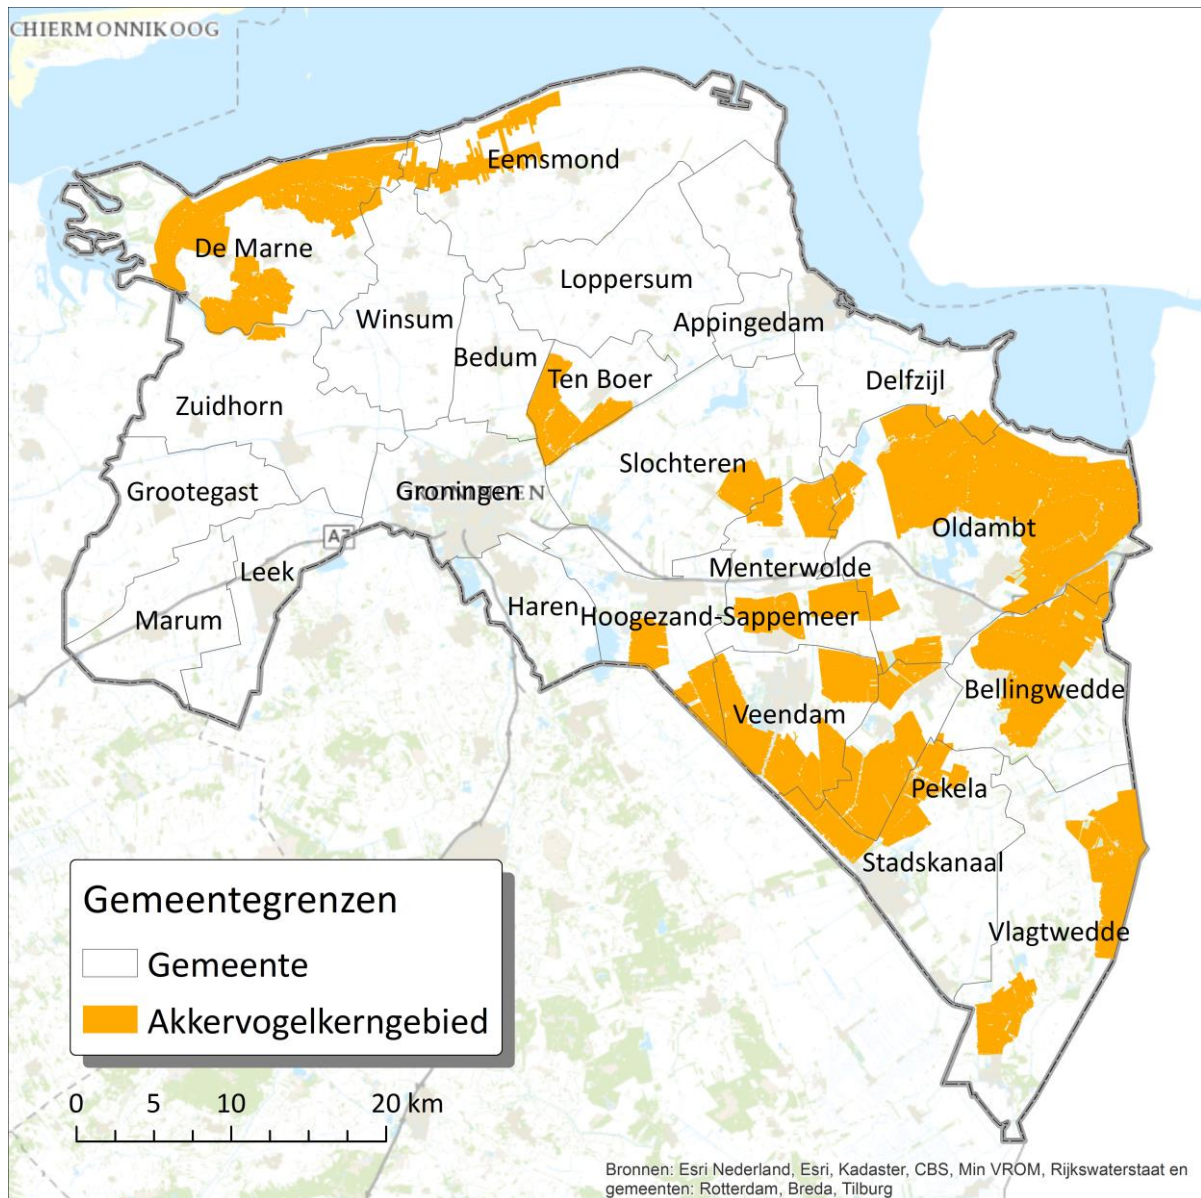 CHIERMONNIKOOG
Eemsmond
De Marne
Loppersum
Winsum
Appingedam
Bedum
Ten Boer
Delfzijl
Zuidhorn
Slochteren
Grootegast
Groningen
GRONINGEN
Oldambt
A7
Leek
Menterwolde
Haren
Hoogezand-Sappemeer
Marum
Bellingwedde
Veendam
Pekela
Stadskanaal
Vlagtwedde
Gemeentegrenzen
Gemeente
Akkervogelkerngebied
0 5 10 20 km
Bronnen: Esri Nederland, Esri, Kadaster, CBS, Min VROM, Rijkswaterstaat en
gemeenten: Rotterdam, Breda, Tilburg